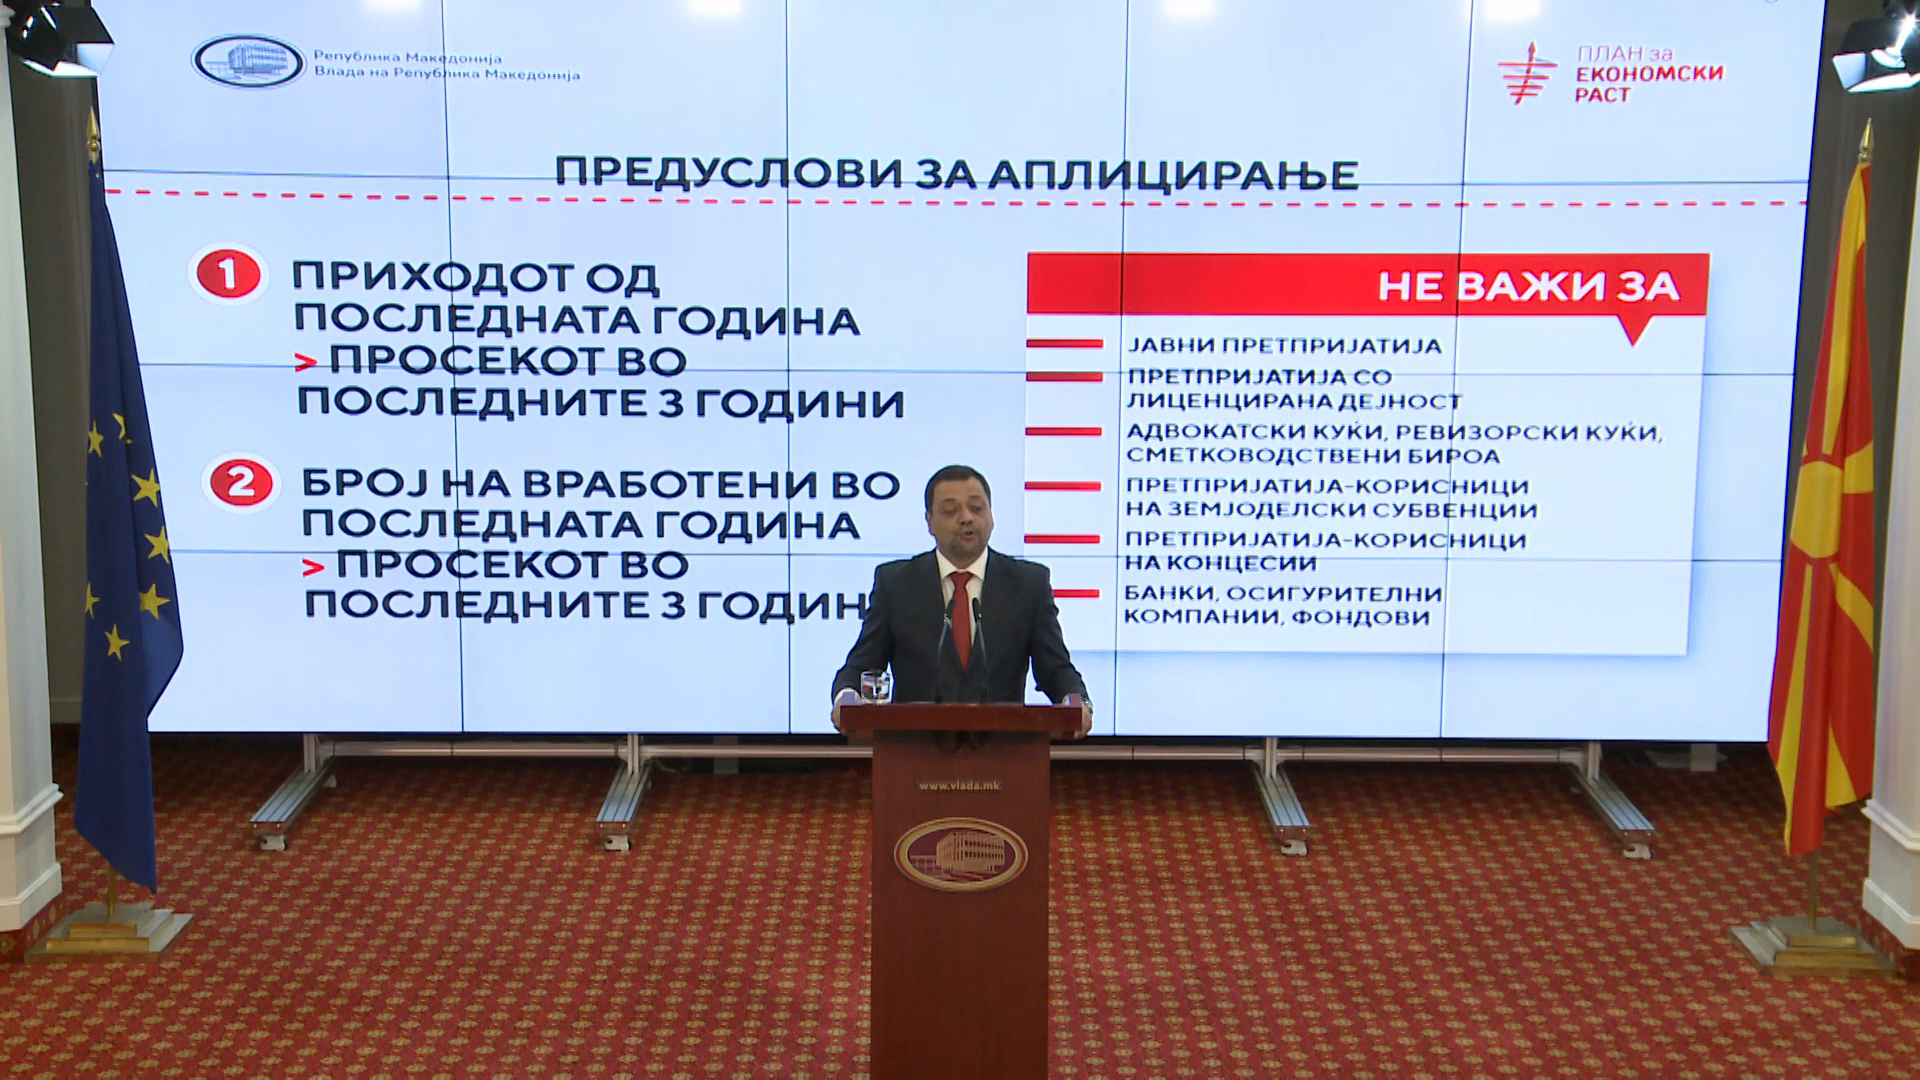 Република Македонија
Влада на Република Македонија
ПЛАН за
ЕКОНОМСКИ
РАСТ
ПРЕДУСЛОВИ ЗА АПЛИЦИРАЊЕ
1
ПРИХОДОТ ОД
ПОСЛЕДНАТА ГОДИНА
> ПРОСЕКОТ ВО
ПОСЛЕДНИТЕ 3 ГОДИНИ
2
БРОЈ НА ВРАБОТЕНИ ВО
ПОСЛЕДНАТА ГОДИНА
> ПРОСЕКОТ ВО
ПОСЛЕДНИТЕ 3 ГОДИН
НЕ ВАЖИ ЗА
ЈАВНИ ПРЕТПРИЈАТИЈА
ПРЕТПРИЈАТИЈА СО
ЛИЦЕНЦИРАНА ДЕЈНОСТ
АДВОКАТСКИ КУЌИ, РЕВИЗОРСКИ КУЌИ,
СМЕТКОВОДСТВЕНИ БИРОА
ПРЕТПРИЈАТИЈА-КОРИСНИЦИ
НА ЗЕМЈОДЕЛСКИ СУБВЕНЦИИ
ПРЕТПРИЈАТИЈА-КОРИСНИЦИ
НА КОНЦЕСИИ
БАНКИ, ОСИГУРИТЕЛНИ
КОМПАНИИ, ФОНДОВИ
www.vlada.mk